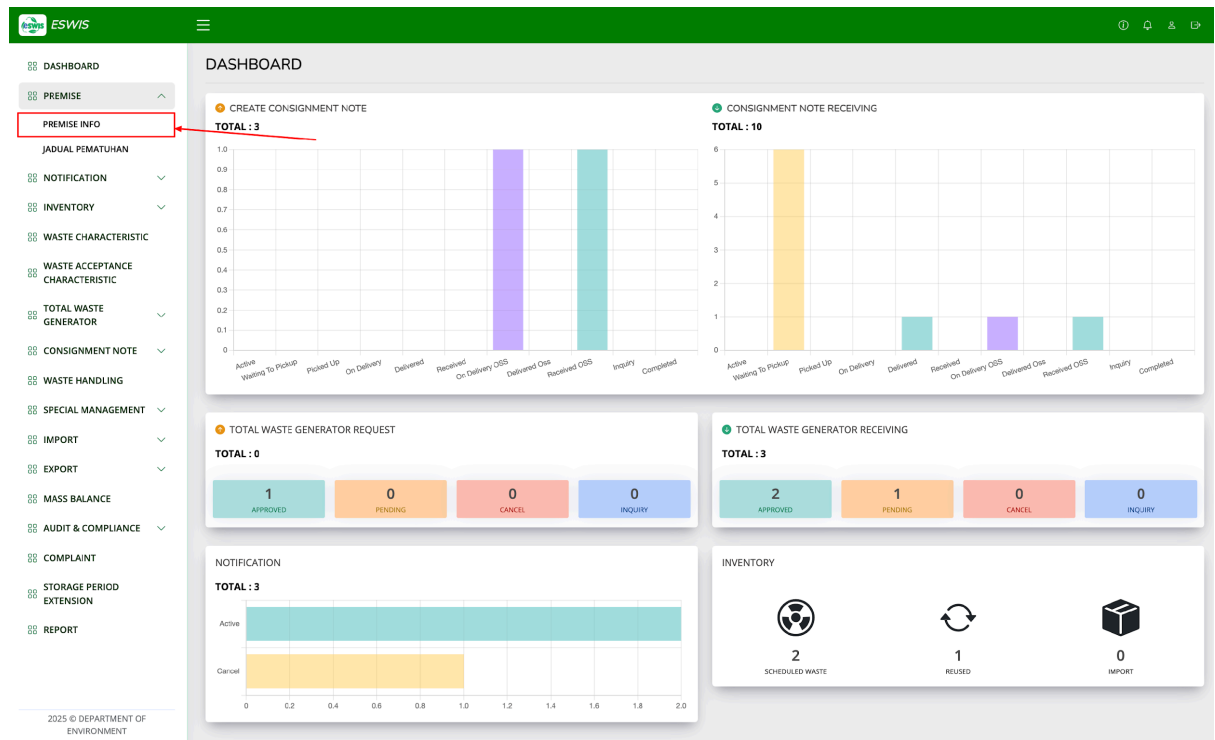 eswis ESWIS
DASHBOARD
PREMISE
PREMISE INFO
JADUAL PEMATUHAN
NOTIFICATION
INVENTORY
WASTE CHARACTERISTIC
WASTE ACCEPTANCE
CHARACTERISTIC
TOTAL WASTE
GENERATOR
CONSIGNMENT NOTE
WASTE HANDLING
SPECIAL MANAGEMENT
IMPORT
EXPORT
MASS BALANCE
AUDIT & COMPLIANCE
COMPLAINT
STORAGE PERIOD
EXTENSION
REPORT
2025 © DEPARTMENT OF
ENVIRONMENT
DASHBOARD
CREATE CONSIGNMENT NOTE
TOTAL : 3
1.0
0.9
0.8
0.7
0.6
0.5
0.4
0.3
0.2
0.1
0
Active
Waiting To Pickup
Picked Up
On Delivery
Delivered
Received
On Delivery OSS
Delivered Oss
Received OSS
Inquiry
Completed
CONSIGNMENT NOTE RECEIVING
TOTAL : 10
6
5
4
3
2
1
0
Active
Waiting To Pickup
Picked Up
On Delivery
Delivered
Received
On Delivery OSS
Delivered Oss
Received OSS
Inquiry
Completed
TOTAL WASTE GENERATOR REQUEST
TOTAL : 0
1 0 0 0
APPROVED PENDING CANCEL INQUIRY
TOTAL WASTE GENERATOR RECEIVING
TOTAL : 3
2 1 0 0
APPROVED PENDING CANCEL INQUIRY
NOTIFICATION
TOTAL : 3
Active
Cancel
0 0.2 0.4 0.6 0.8 1.0 1.2 1.4 1.6 1.8 2.0
INVENTORY
2 1 0
SCHEDULED WASTE REUSED IMPORT